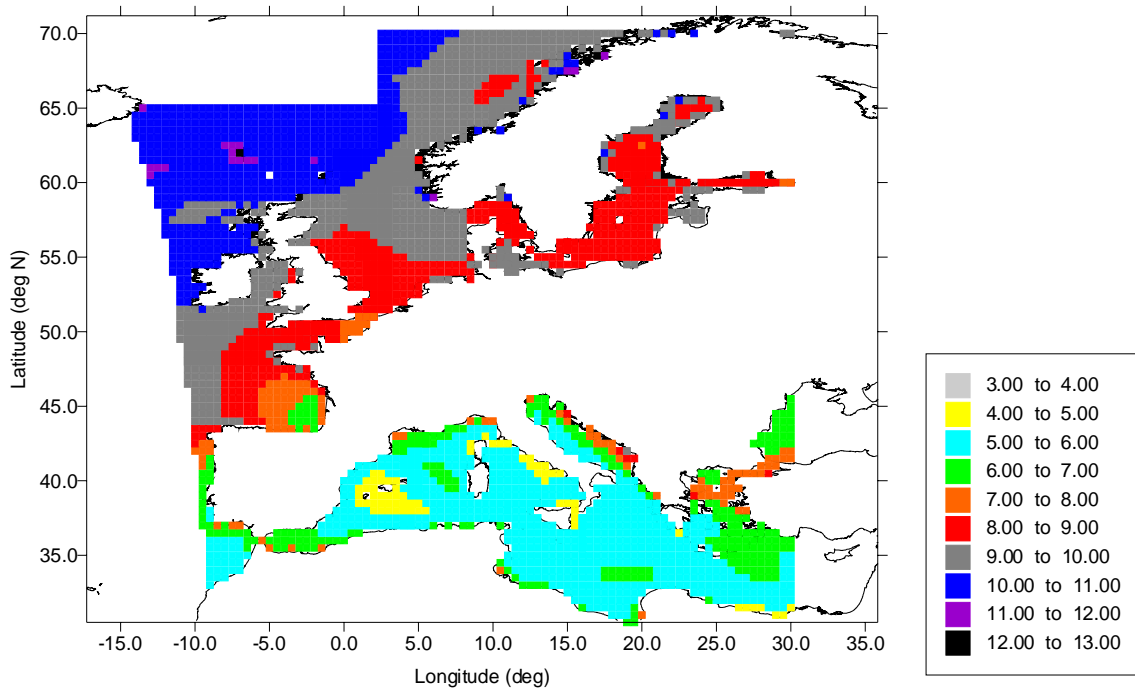 70.0
65.0
60.0
55.0
50.0
45.0
40.0
35.0
Latitude (deg N)
-15.0 -10.0 -5.0 0.0 5.0 10.0 15.0 20.0 25.0 30.0 35.0
Longitude (deg)
3.00 to 4.00
4.00 to 5.00
5.00 to 6.00
6.00 to 7.00
7.00 to 8.00
8.00 to 9.00
9.00 to 10.00
10.00 to 11.00
11.00 to 12.00
12.00 to 13.00